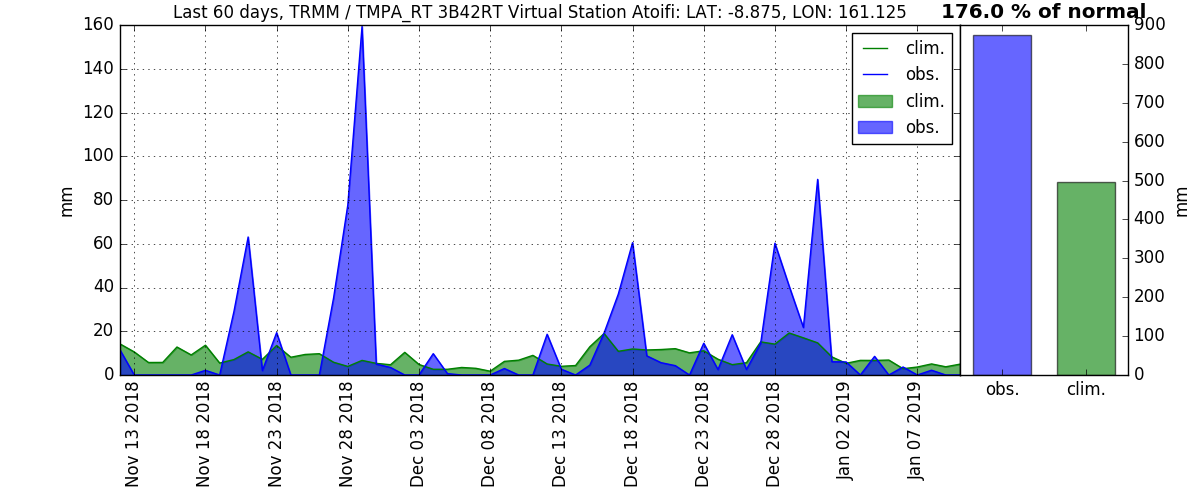 Last 60 days, TRMM / TMPA_RT 3B42RT Virtual Station Atoifi: LAT: -8.875, LON: 161.125
176.0 % of normal
160
140
120
100
80
60
40
20
0
mm
clim.
obs.
clim.
obs.
900
800
700
600
500
400
300
200
100
0
mm
Nov 13 2018
Nov 18 2018
Nov 23 2018
Nov 28 2018
Dec 03 2018
Dec 08 2018
Dec 13 2018
Dec 18 2018
Dec 23 2018
Dec 28 2018
Jan 02 2019
Jan 07 2019
obs.
clim.